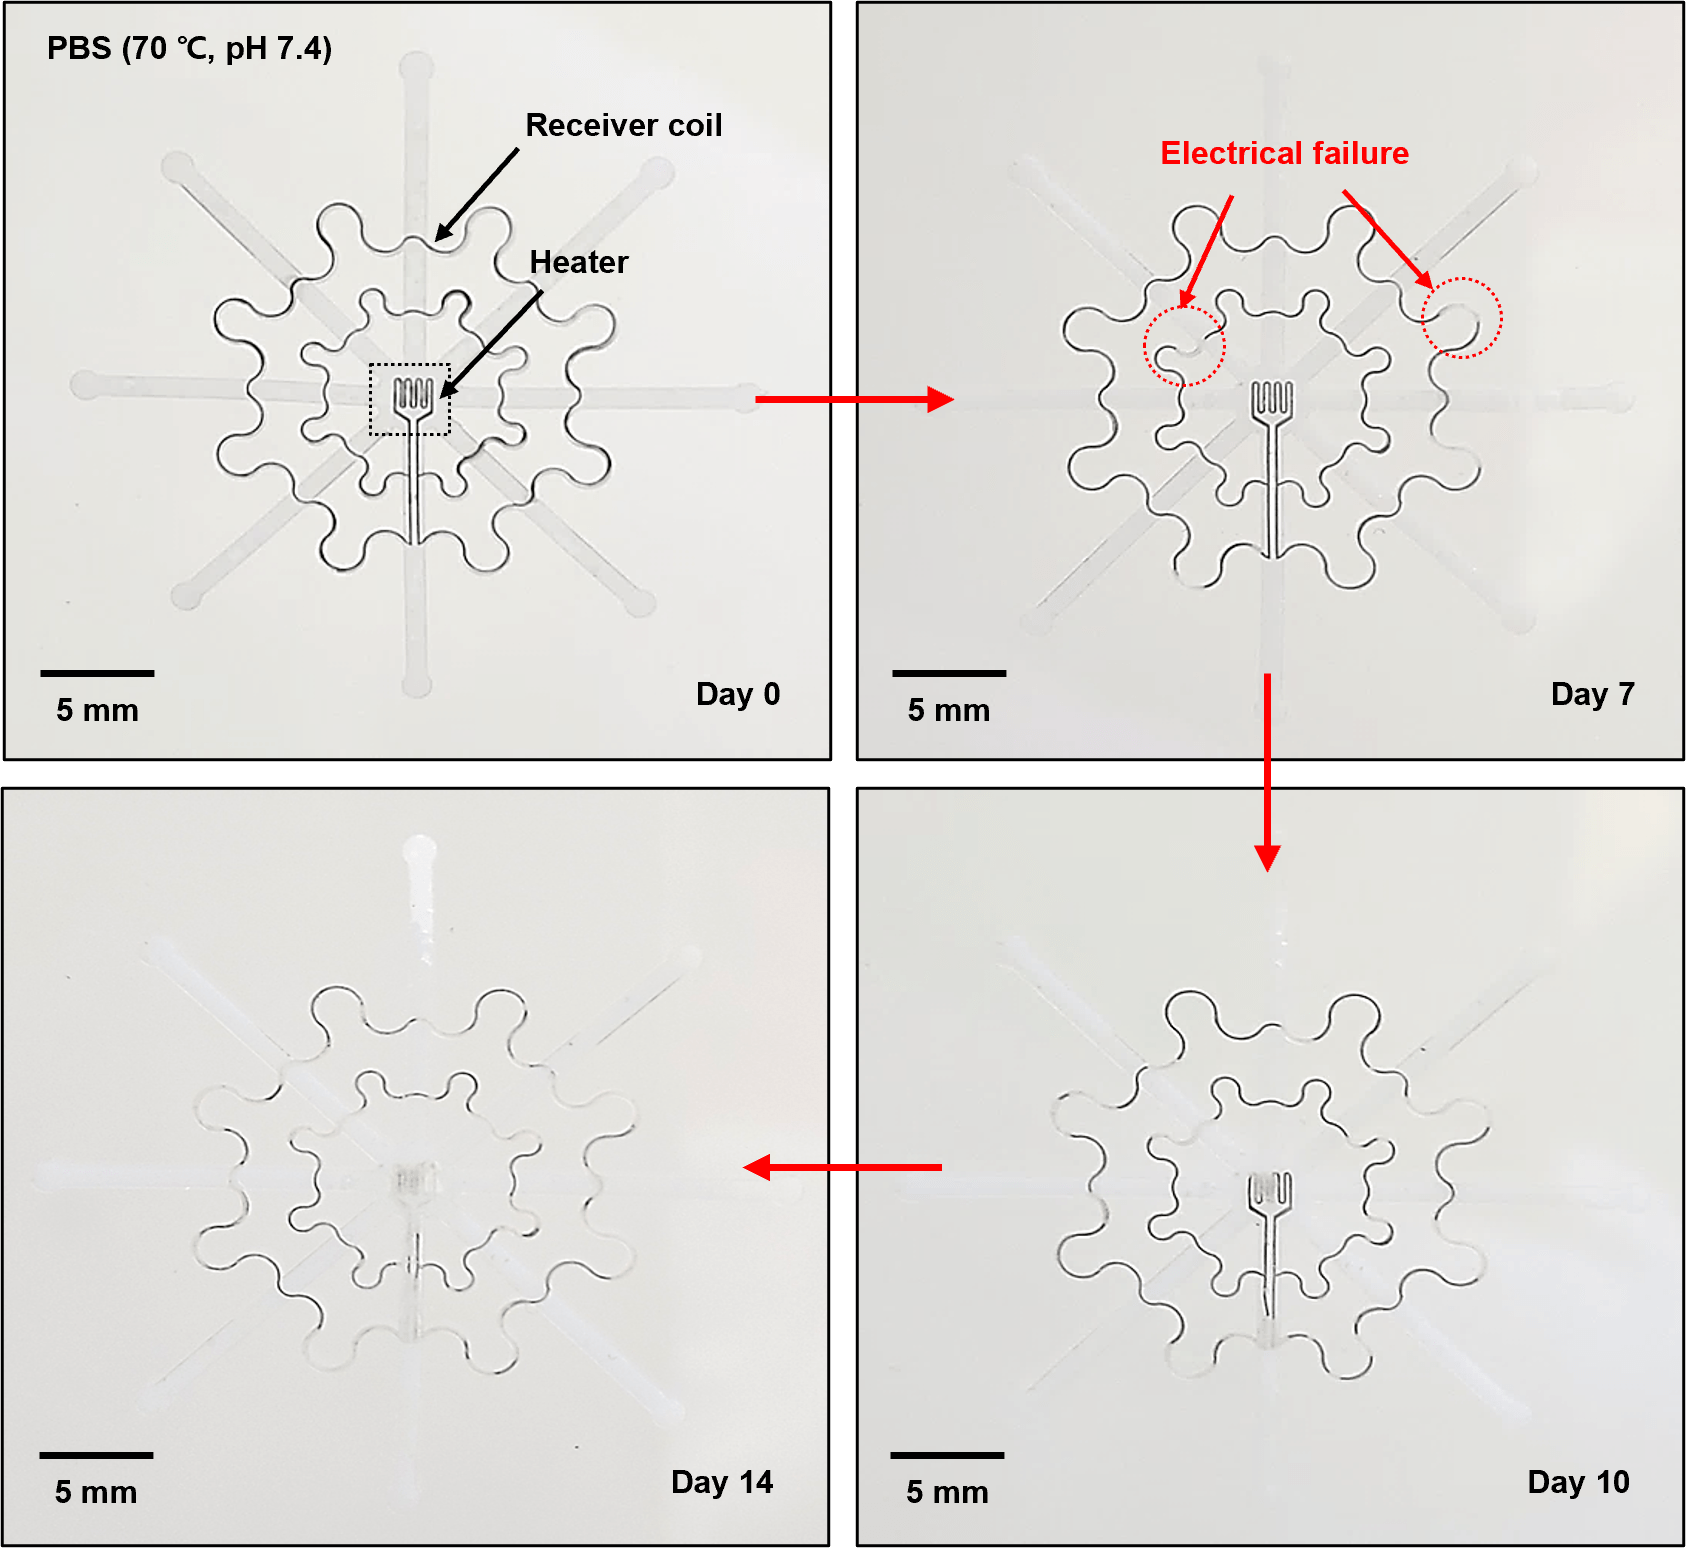 PBS (70 ℃, pH 7.4)
Receiver coil
Heater
5 mm
Day 0
Electrical failure
5 mm
Day 7
5 mm
Day 14
5 mm
Day 10